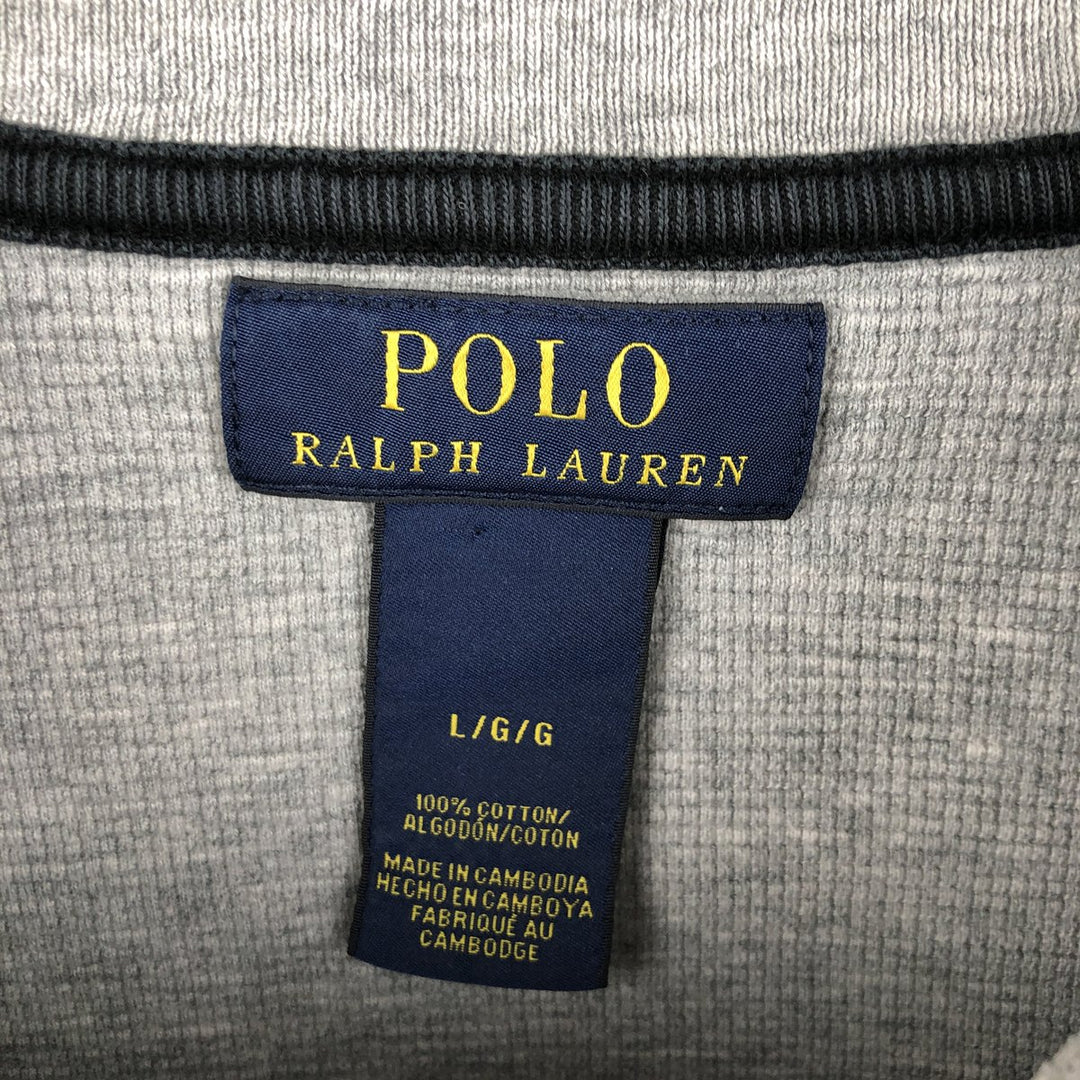 POLO
RALPH LAUREN
L/G/G
100% COTTON/
ALGODÓN/COTON
MADE IN CAMBODIA
HECHO EN CAMBOYA
FABRIQUÉ AU
CAMBODGE